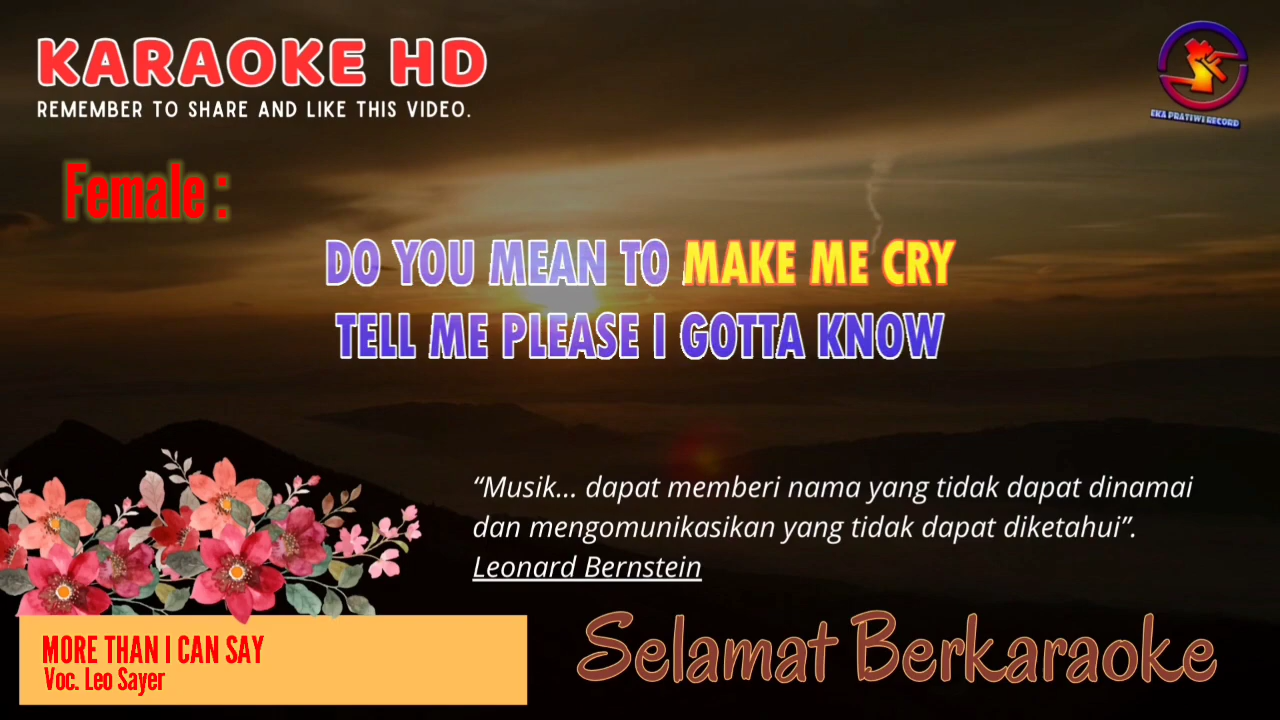 KARAOKE HD
REMEMBER TO SHARE AND LIKE THIS VIDEO.
EKA PRATIWI RECORD
Female :
DO YOU MEAN TO MAKE ME CRY
TELL ME PLEASE I GOTTA KNOW
“Musik... dapat memberi nama yang tidak dapat dinamai
dan mengomunikasikan yang tidak dapat diketahui”.
Leonard Bernstein
MORE THAN I CAN SAY
Voc. Leo Sayer
Selamat Berkaraoke